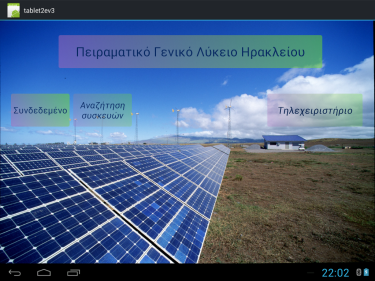 tablet2ev3
Πειραματικό Γενικό Λύκειο Ηρακλείου
Συνδεδεμένο
Αναζήτηση
συσκευών
Τηλεχειριστήριο
22:02